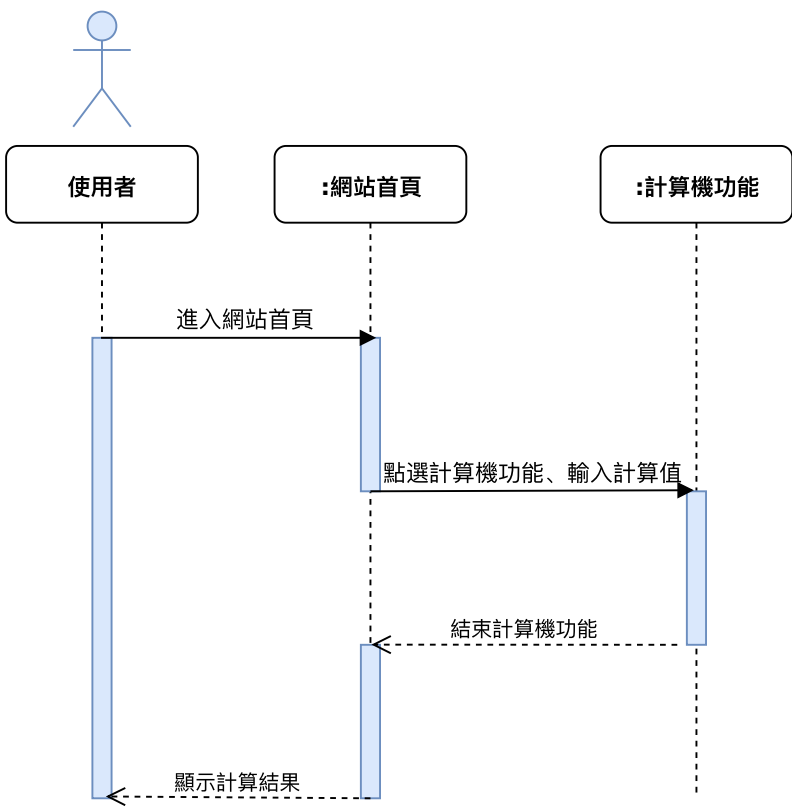 使用者
:網站首頁
:計算機功能
進入網站首頁
點選計算機功能、輸入計算值
結束計算機功能
顯示計算結果